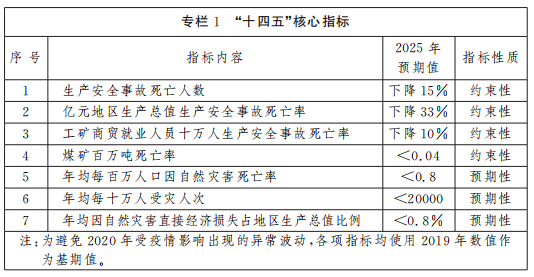 专栏 1 “十四五”核心指标
序 号 指标内容 2025 年预期值 指标性质
1 生产安全事故死亡人数 下降 15% 约束性
2 亿元地区生产总值生产安全事故死亡率 下降 33% 约束性
3 工矿商贸就业人员十万人生产安全事故死亡率 下降 10% 约束性
4 煤矿百万吨死亡率 <0.04 约束性
5 年均每百万人口因自然灾害死亡率 <0.8 预期性
6 年均每十万人受灾人次 <20000 预期性
7 年均因自然灾害直接经济损失占地区生产总值比例 <0.8% 预期性
注:为避免 2020 年受疫情影响出现的异常波动,各项指标均使用 2019 年数值作
为基期值。